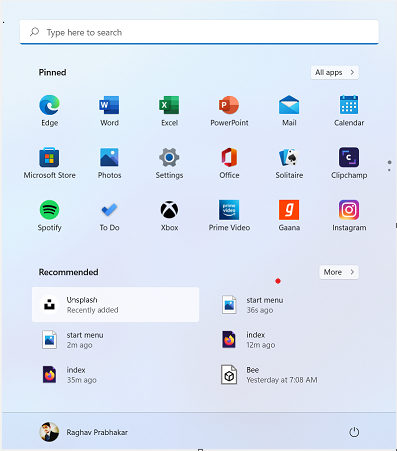 Type here to search
Pinned
All apps
Edge
Word
Excel
PowerPoint
Mail
Calendar
Microsoft Store
Photos
Settings
Office
Solitaire
Clipchamp
prime video
Spotify
To Do
Xbox
Prime Video
Gaana
Instagram
Recommended
More
Unsplash
Recently added
start menu
36s ago
start menu
2m ago
index
12m ago
index
35m ago
Bee
Yesterday at 7:08 AM
Raghav Prabhakar